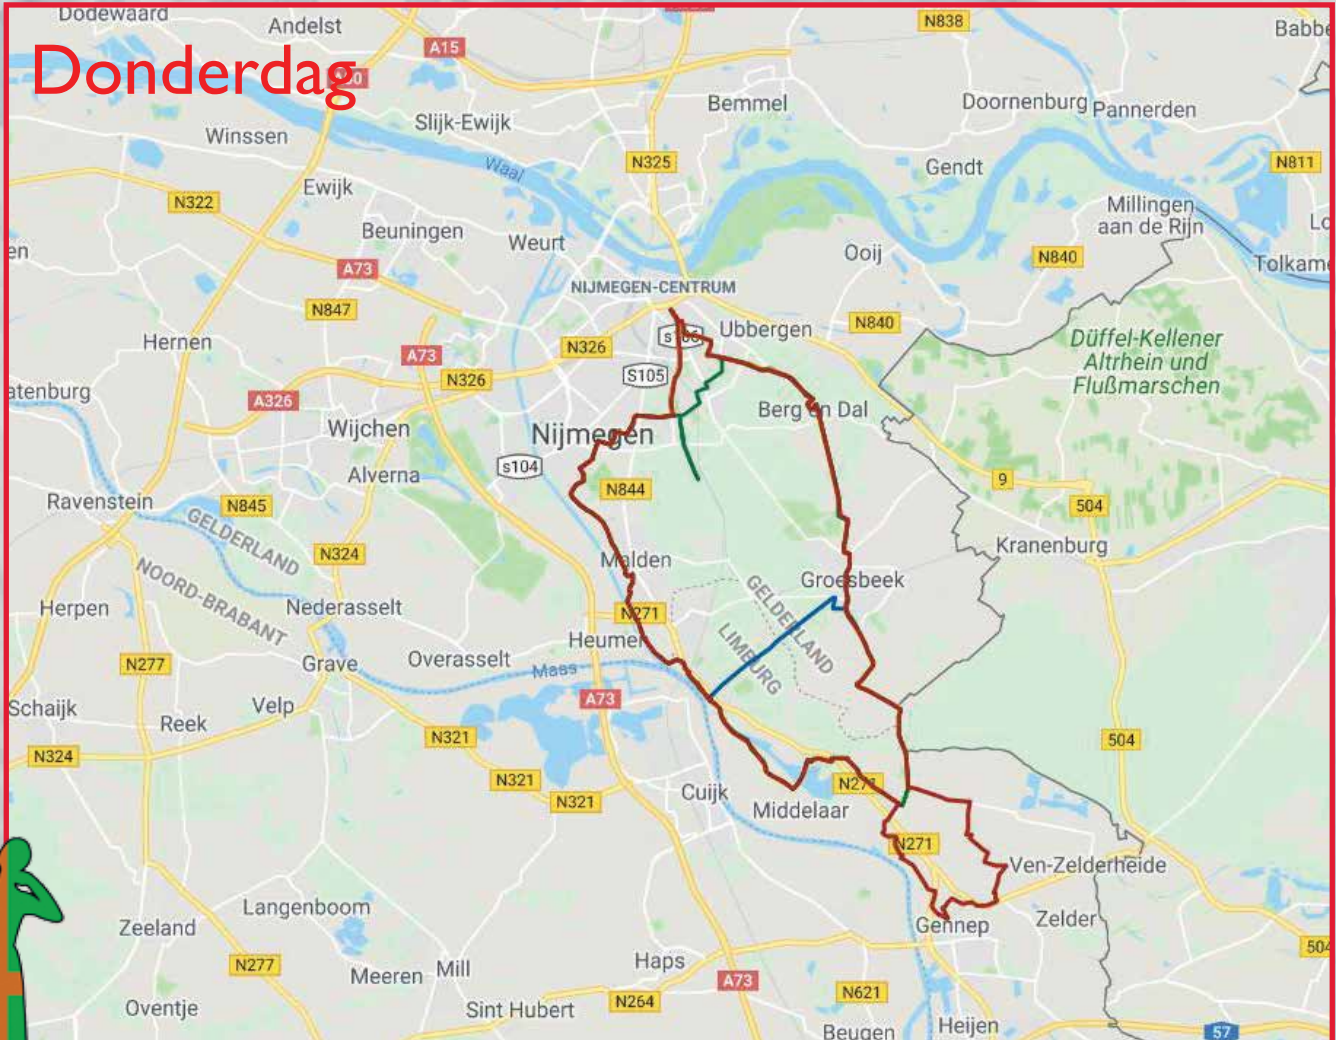 Dodewaard
Andelst
N838
Babbe
A15
Donderdag
Bemmel
Doornenburg
Pannerden
Slijk-Ewijk
Winssen
Waal
N325
Gendt
N811
Ewijk
N322
Millingen
aan de Rijn
Beuningen
Weurt
Ooij
en
N840
Tolkame
A73
NIJMEGEN-CENTRUM
N847
Ubbergen
N840
Hernen
N326
Düffel-Kellener
Altrhein und
Flußmarschen
A73
N326
S105
atenburg
A326
Berg en Dal
Wijchen
Nijmegen
s104
Alverna
N844
9
Ravenstein
N845
504
GELDERLAND
Kranenburg
N324
Malden
NOORD-BRABANT
Groesbeek
GELDERLAND
Herpen
Nederasselt
N271
Heumen
LIMBURG
N277
Grave
Overasselt
Maas
A73
Schaijk
Velp
Reek
N321
504
N324
N321
N321
Cuijk
N271
Middelaar
N271
Ven-Zelderheide
Langenboom
Gennep
Zelder
Zeeland
504
N277
Meeren
Mill
Haps
A73
N621
Oventje
Sint Hubert
N264
Beugen
Heijen
57